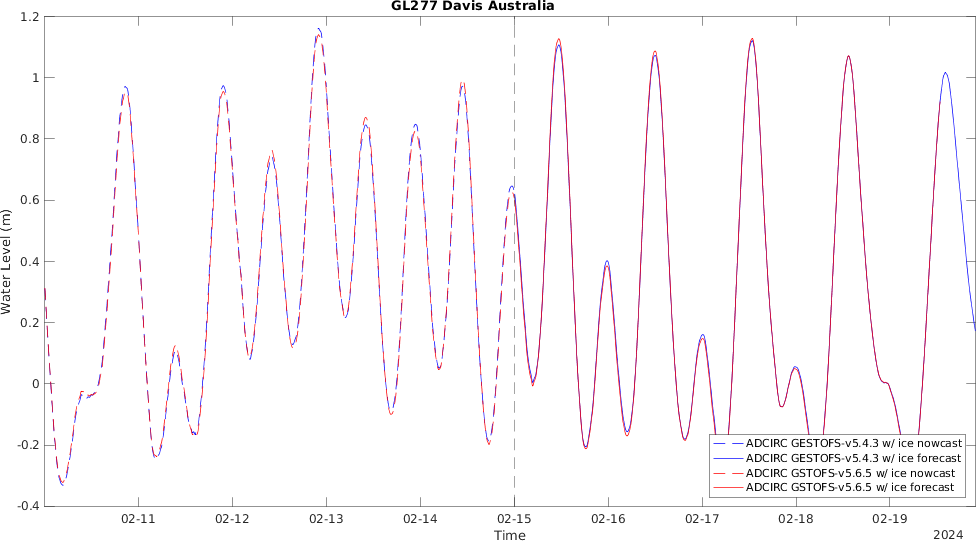 GL277 Davis Australia
1.2
1
0.8
0.6
0.4
0.2
0
-0.2
-0.4
Water Level (m)
ADCIRC GESTOFS-v5.4.3 w/ ice nowcast
ADCIRC GESTOFS-v5.4.3 w/ ice forecast
ADCIRC GSTOFS-v5.6.5 w/ ice nowcast
ADCIRC GSTOFS-v5.6.5 w/ ice forecast
02-11 02-12 02-13 02-14 02-15 02-16 02-17 02-18 02-19
Time
2024